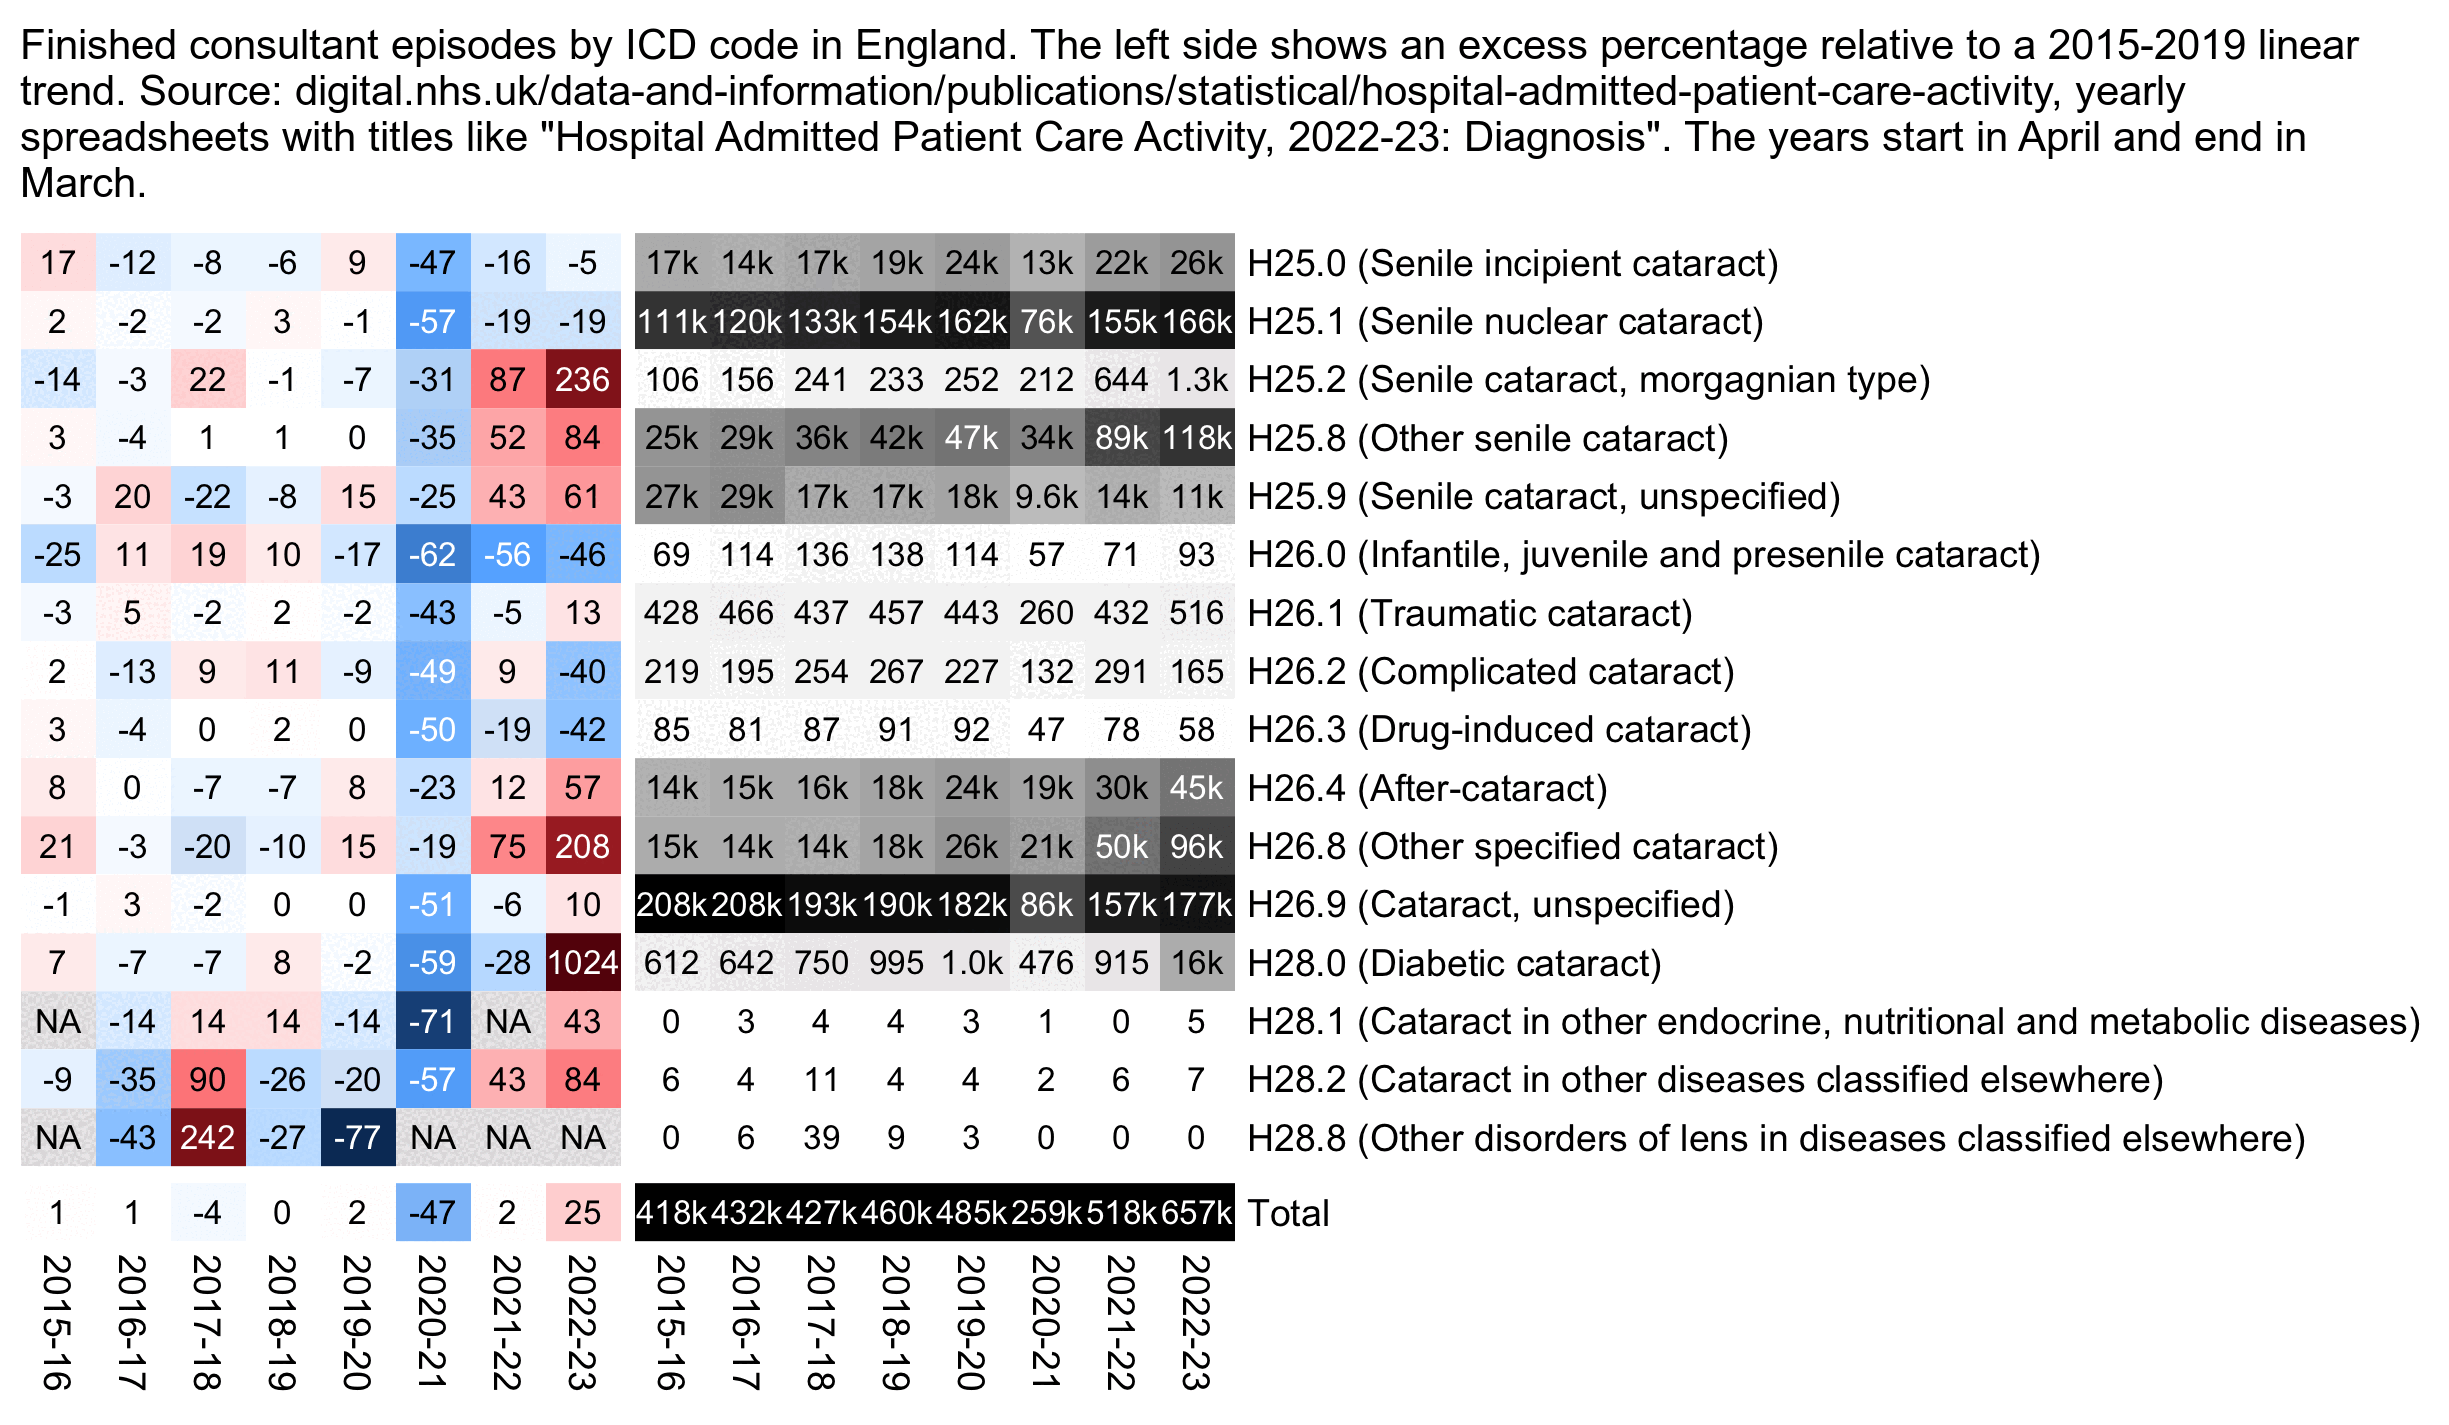 Finished consultant episodes by ICD code in England. The left side shows an excess percentage relative to a 2015-2019 linear
trend. Source: digital.nhs.uk/data-and-information/publications/statistical/hospital-admitted-patient-care-activity, yearly
spreadsheets with titles like "Hospital Admitted Patient Care Activity, 2022-23: Diagnosis". The years start in April and end in
March.
17 -12 -8 -6 9 -47 -16 -5 17k 14k 17k 19k 24k 13k 22k 26k H25.0 (Senile incipient cataract)
2 -2 -2 3 -1 -57 -19 -19 111k 120k 133k 154k 162k 76k 155k 166k H25.1 (Senile nuclear cataract)
-14 -3 22 -1 -7 -31 87 236 106 156 241 233 252 212 644 1.3k H25.2 (Senile cataract, morgagnian type)
3 -4 1 1 0 -35 52 84 25k 29k 36k 42k 47k 34k 89k 118k H25.8 (Other senile cataract)
-3 20 -22 -8 15 -25 43 61 27k 29k 17k 17k 18k 9.6k 14k 11k H25.9 (Senile cataract, unspecified)
-25 11 19 10 -17 -62 -56 -46 69 114 136 138 114 57 71 93 H26.0 (Infantile, juvenile and presenile cataract)
-3 5 -2 2 -2 -43 -5 13 428 466 437 457 443 260 432 516 H26.1 (Traumatic cataract)
2 -13 9 11 -9 -49 9 -40 219 195 254 267 227 132 291 165 H26.2 (Complicated cataract)
3 -4 0 2 0 -50 -19 -42 85 81 87 91 92 47 78 58 H26.3 (Drug-induced cataract)
8 0 -7 -7 8 -23 12 57 14k 15k 16k 18k 24k 19k 30k 45k H26.4 (After-cataract)
21 -3 -20 -10 15 -19 75 208 15k 14k 14k 18k 26k 21k 50k 96k H26.8 (Other specified cataract)
-1 3 -2 0 0 -51 -6 10 208k 208k 193k 190k 182k 86k 157k 177k H26.9 (Cataract, unspecified)
7 -7 -7 8 -2 -59 -28 1024 612 642 750 995 1.0k 476 915 16k H28.0 (Diabetic cataract)
NA -14 14 14 -14 -71 NA 43 0 3 4 4 3 1 0 5 H28.1 (Cataract in other endocrine, nutritional and metabolic diseases)
-9 -35 90 -26 -20 -57 43 84 6 4 11 4 4 2 6 7 H28.2 (Cataract in other diseases classified elsewhere)
NA -43 242 -27 -77 NA NA NA 0 6 39 9 3 0 0 0 H28.8 (Other disorders of lens in diseases classified elsewhere)
1 1 -4 0 2 -47 2 25 418k 432k 427k 460k 485k 259k 518k 657k Total
2015-16 2016-17 2017-18 2018-19 2019-20 2020-21 2021-22 2022-23 2015-16 2016-17 2017-18 2018-19 2019-20 2020-21 2021-22 2022-23